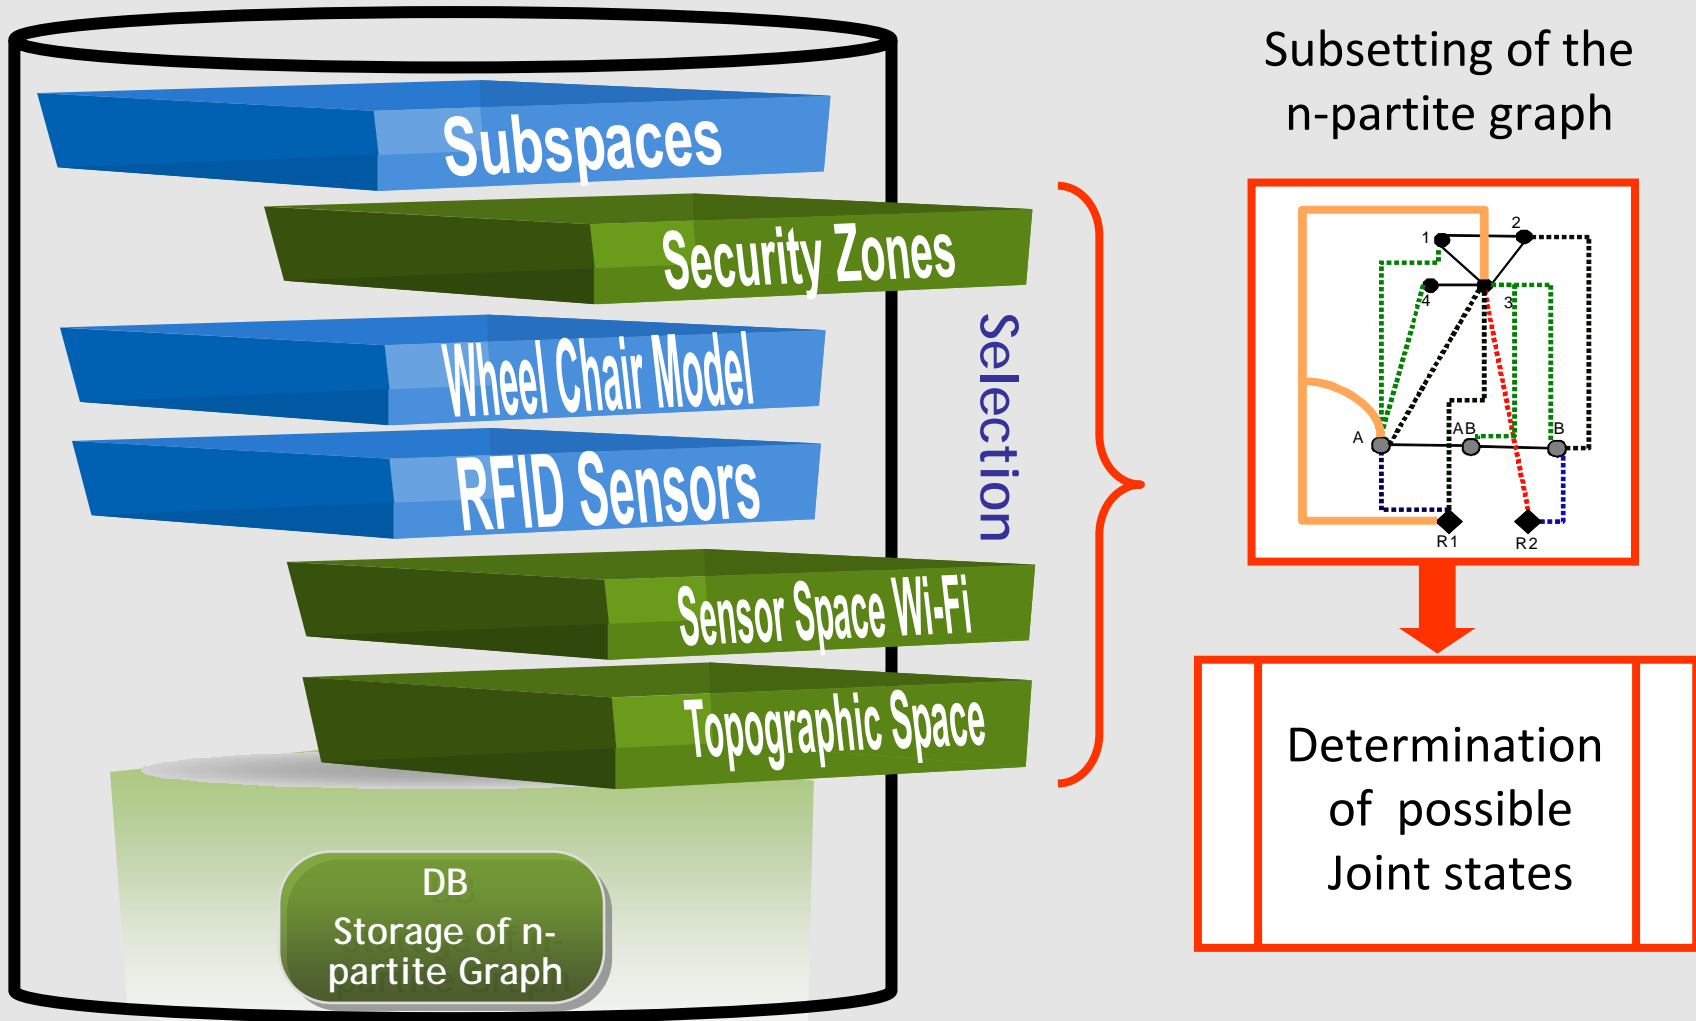 Subspaces
Security Zones
Wheel Chair Model
RFID Sensors
Sensor Space Wi-Fi
Topographic Space
DB
Storage of n-
partite Graph
Selection
Subsetting of the
n-partite graph
1
2
4
3
A
AB
B
R1
R2
Determination
of possible
Joint states